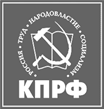 РОССИЯ • ТРУД • НАРОДОВЛАСТИЕ • СОЦИАЛИЗМ
КПРФ